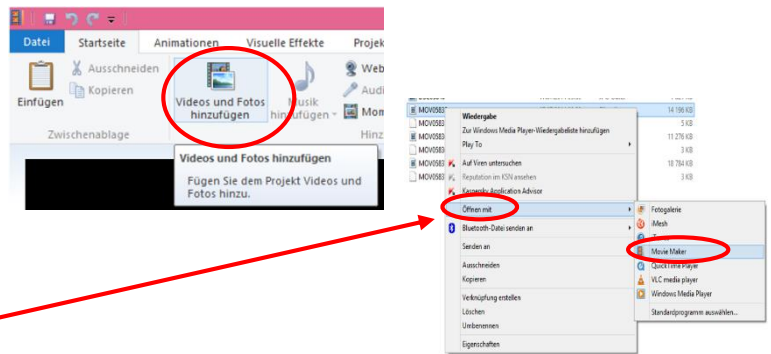 Datei Startseite Animationen Visuelle Effekte Projek
Ausschneiden
Kopieren
Einfügen
Zwischenablage
Videos und Fotos
hinzufügen
Musik
hinzufügen
Web
Audi
Mom
Hinz
Videos und Fotos hinzufügen
Fügen Sie dem Projekt Videos und
Fotos hinzu.
MOV0583 14 196 KB
MOV0583 5 KB
MOV0583 11 276 KB
MOV0583 3 KB
MOV0583 18 784 KB
MOV0583 3 KB
Wiedergabe
Zur Windows Media Player-Wiedergabeliste hinzufügen
Play To
Auf Viren untersuchen
Reputation im KSN ansehen
Kaspersky Application Advisor
Öffnen mit
Bluetooth-Datei senden an
Senden an
Ausschneiden
Kopieren
Verknüpfung erstellen
Löschen
Umbenennen
Eigenschaften
Fotogalerie
iMesh
Movie Maker
QuickTime Player
VLC media player
Windows Media Player
Standardprogramm auswählen...